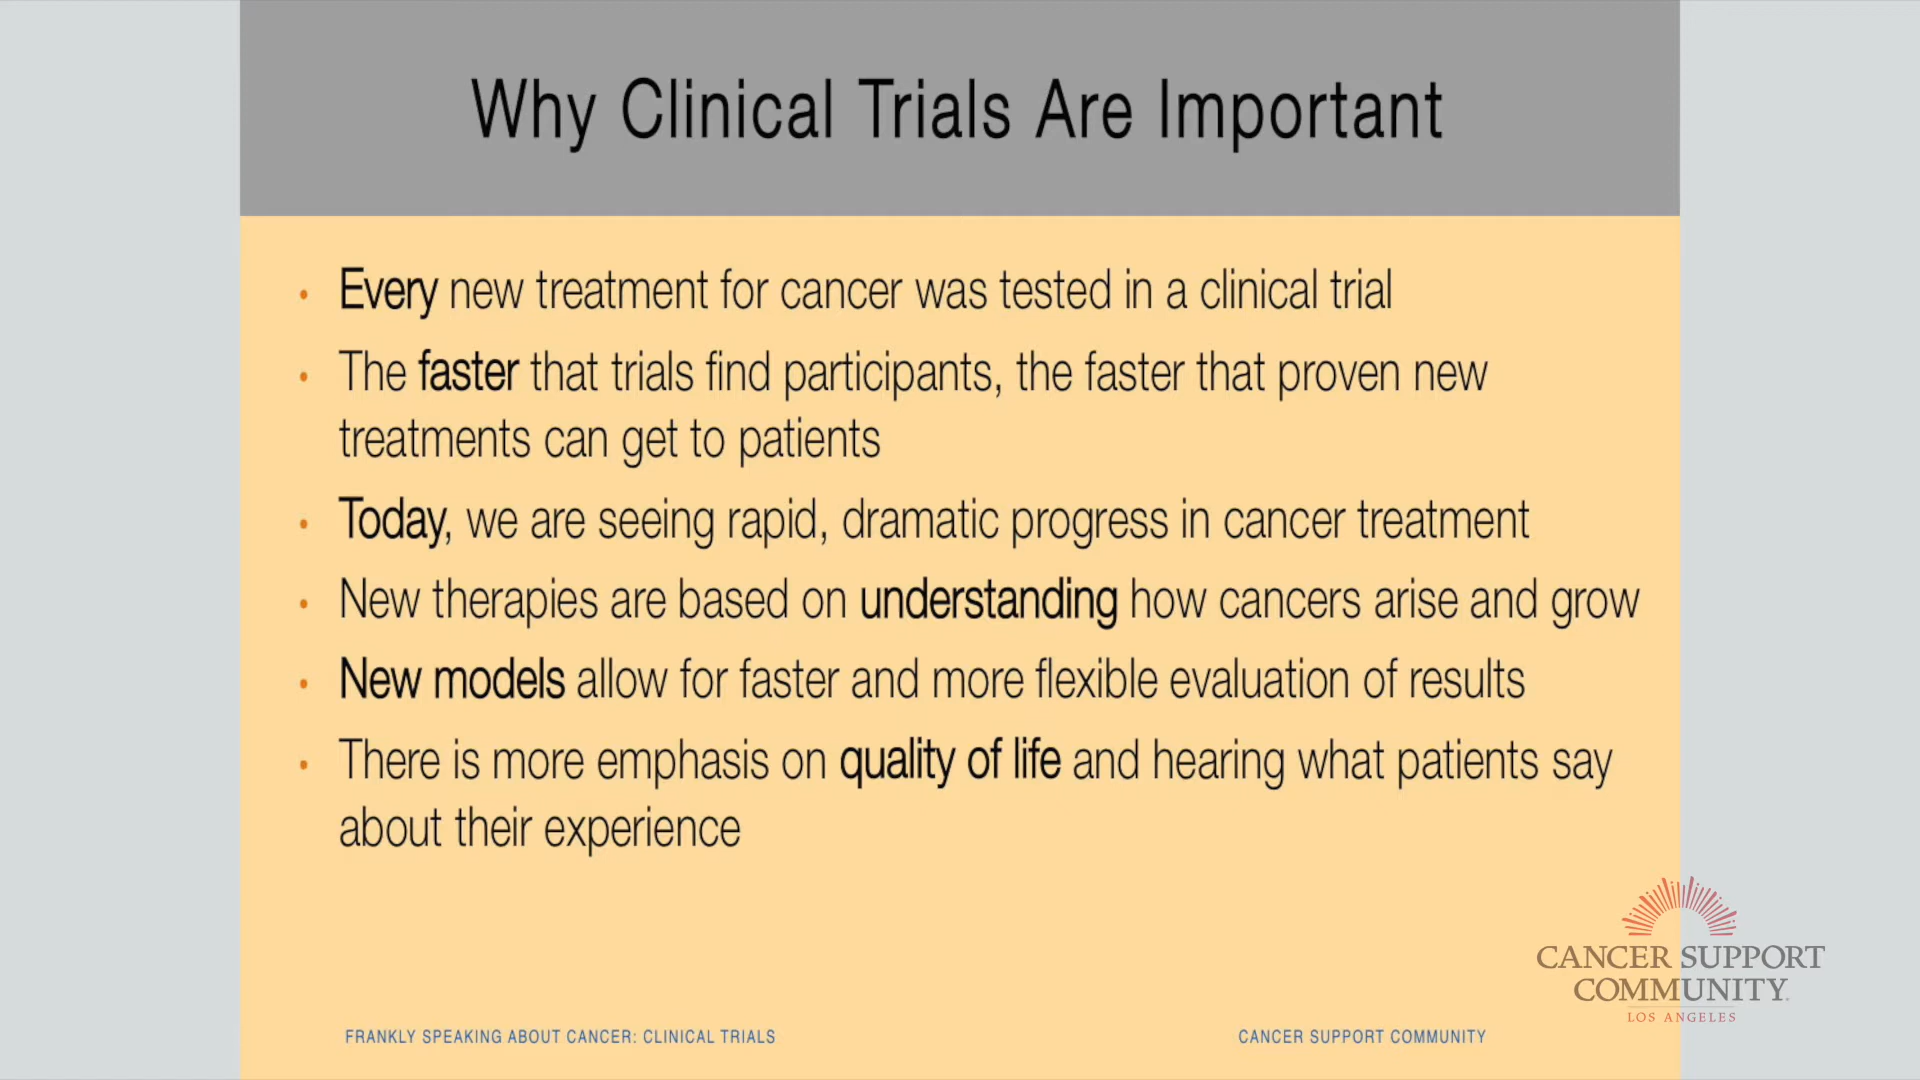 Why Clinical Trials Are Important
• Every new treatment for cancer was tested in a clinical trial
• The faster that trials find participants, the faster that proven new
treatments can get to patients
• Today, we are seeing rapid, dramatic progress in cancer treatment
• New therapies are based on understanding how cancers arise and grow
• New models allow for faster and more flexible evaluation of results
• There is more emphasis on quality of life and hearing what patients say
about their experience
CANCER SUPPORT
COMMUNITY
LOS ANGELES
FRANKLY SPEAKING ABOUT CANCER: CLINICAL TRIALS
CANCER SUPPORT COMMUNITY